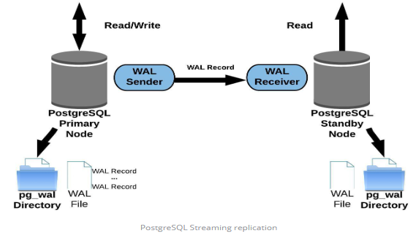 Read/Write
Read
WAL
Sender
WAL Record
WAL
Receiver
PostgreSQL
Primary
Node
PostgreSQL
Standby
Node
pg_wal
Directory
WAL
File
WAL Record
...
WAL Record
WAL
File
pg_wal
Directory
PostgreSQL Streaming replication